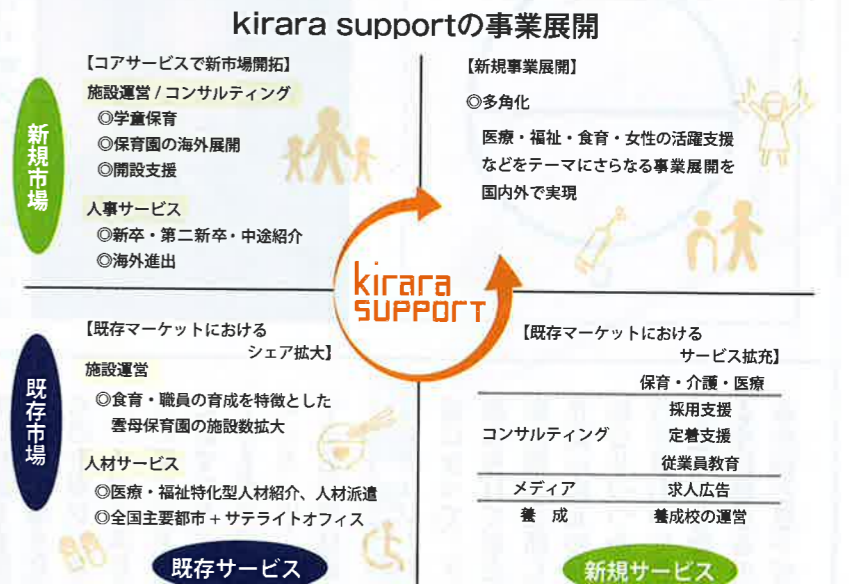 kirara supportの事業展開
新規市場
【コアサービスで新市場開拓】
施設運営 / コンサルティング
◎学童保育
◎保育園の海外展開
◎開設支援
人事サービス
◎新卒・第二新卒・中途紹介
◎海外進出
【新規事業展開】
◎多角化
医療・福祉・食育・女性の活躍支援
などをテーマにさらなる事業展開を
国内外で実現
kirara
SUPPORT
既存市場
【既存マーケットにおける
シェア拡大】
施設運営
◎食育・職員の育成を特徴とした
雲母保育園の施設数拡大
人材サービス
◎医療・福祉特化型人材紹介、人材派遣
◎全国主要都市 + サテライトオフィス
既存サービス
【既存マーケットにおける
サービス拡充】
保育・介護・医療
採用支援
コンサルティング 定着支援
従業員教育
メディア 求人広告
養 成 養成校の運営
新規サービス